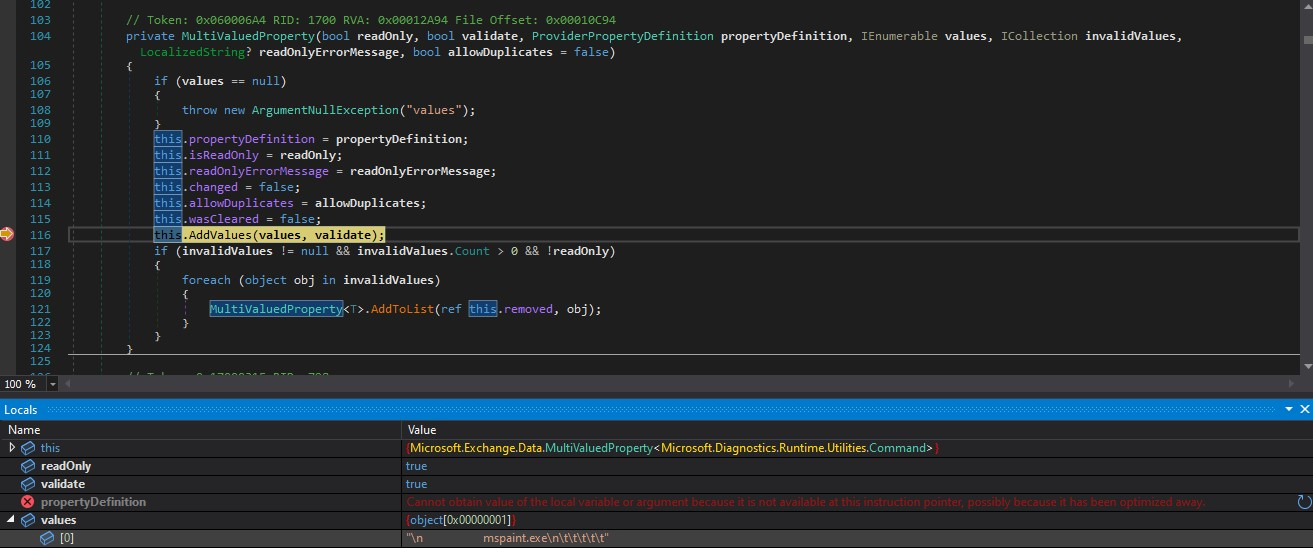 102
103 // Token: 0x060006A4 RID: 1700 RVA: 0x00012A94 File Offset: 0x00010C94
104 private MultiValuedProperty(bool readOnly, bool validate, ProviderPropertyDefinition propertyDefinition, IEnumerable values, ICollection invalidValues,
LocalizedString? readOnlyErrorMessage, bool allowDuplicates = false)
105 {
106 if (values == null)
107 {
108 throw new ArgumentNullException("values");
109 }
110 this.propertyDefinition = propertyDefinition;
111 this.isReadOnly = readOnly;
112 this.readOnlyErrorMessage = readOnlyErrorMessage;
113 this.changed = false;
114 this.allowDuplicates = allowDuplicates;
115 this.wasCleared = false;
116 this.AddValues(values, validate);
117 if (invalidValues != null && invalidValues.Count > 0 && !readOnly)
118 {
119 foreach (object obj in invalidValues)
120 {
121 MultiValuedProperty<T>.AddToList(ref this.removed, obj);
122 }
123 }
124 }
125
100 %
Locals
Name Value
this {Microsoft.Exchange.Data.MultiValuedProperty<Microsoft.Diagnostics.Runtime.Utilities.Command>}
readOnly true
validate true
propertyDefinition Cannot obtain value of the local variable or argument because it is not available at this instruction pointer, possibly because it has been optimized away.
values {object[0x00000001]}
[0] "\n mspaint.exe\n\t\t\t\t\t"